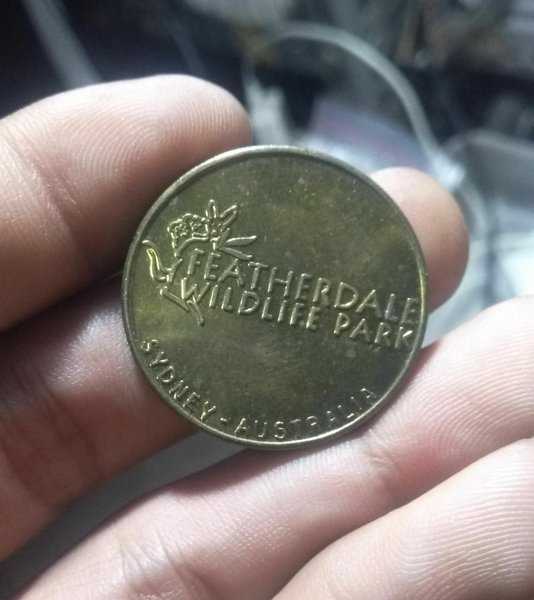 FEATHERDALE
WILDLIFE PARK
SYDNEY - AUSTRALIA